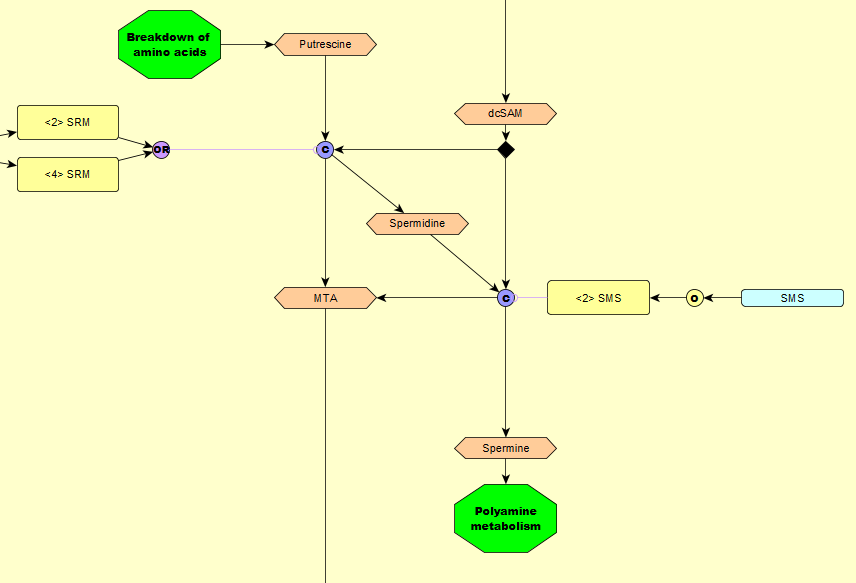 Breakdown of
amino acids
Putrescine
dcSAM
<2> SRM
OR
C
<4> SRM
Spermidine
MTA
C
<2> SMS
O
SMS
Spermine
Polyamine
metabolism